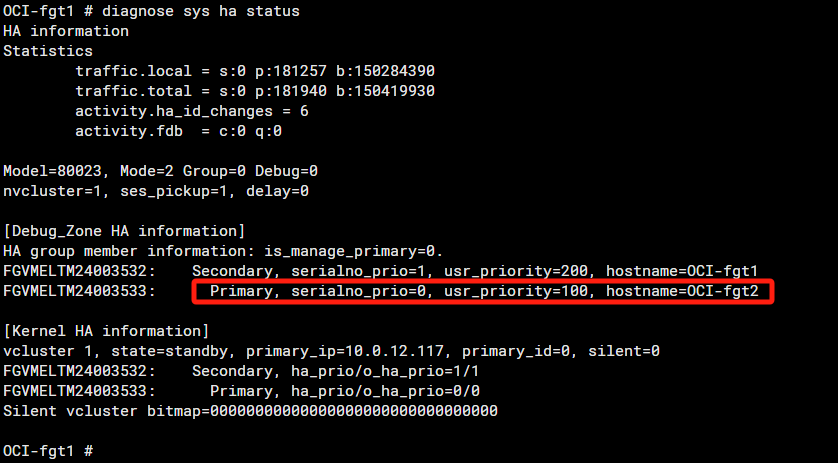 OCI-fgt1 # diagnose sys ha status
HA information
Statistics
        traffic.local = s:0 p:181257 b:150284390
        traffic.total = s:0 p:181940 b:150419930
        activity.ha_id_changes = 6
        activity.fdb  = c:0 q:0

Model=80023, Mode=2 Group=0 Debug=0
nvcluster=1, ses_pickup=1, delay=0

[Debug_Zone HA information]
HA group member information: is_manage_primary=0.
FGVMELTM24003532:    Secondary, serialno_prio=1, usr_priority=200, hostname=OCI-fgt1
FGVMELTM24003533:      Primary, serialno_prio=0, usr_priority=100, hostname=OCI-fgt2

[Kernel HA information]
vcluster 1, state=standby, primary_ip=10.0.12.117, primary_id=0, silent=0
FGVMELTM24003532:    Secondary, ha_prio/o_ha_prio=1/1
FGVMELTM24003533:      Primary, ha_prio/o_ha_prio=0/0
Silent vcluster bitmap=00000000000000000000000000000000

OCI-fgt1 #